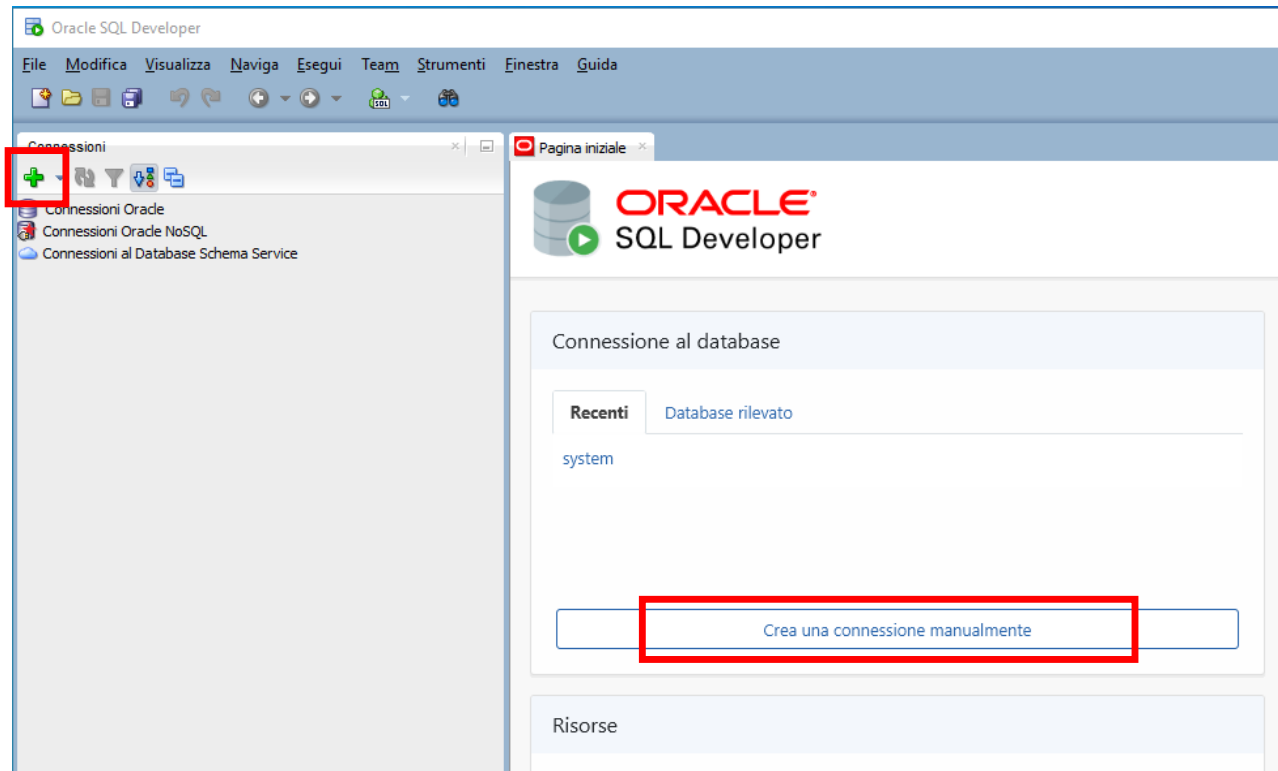 Oracle SQL Developer
File Modifica Visualizza Naviga Esegui Team Strumenti Finestra Guida
SQL
Connessioni
Pagina iniziale
Connessioni Oracle
Connessioni Oracle NoSQL
Connessioni al Database Schema Service
ORACLE®
SQL Developer
Connessione al database
Recenti Database rilevato
system
Crea una connessione manualmente
Risorse